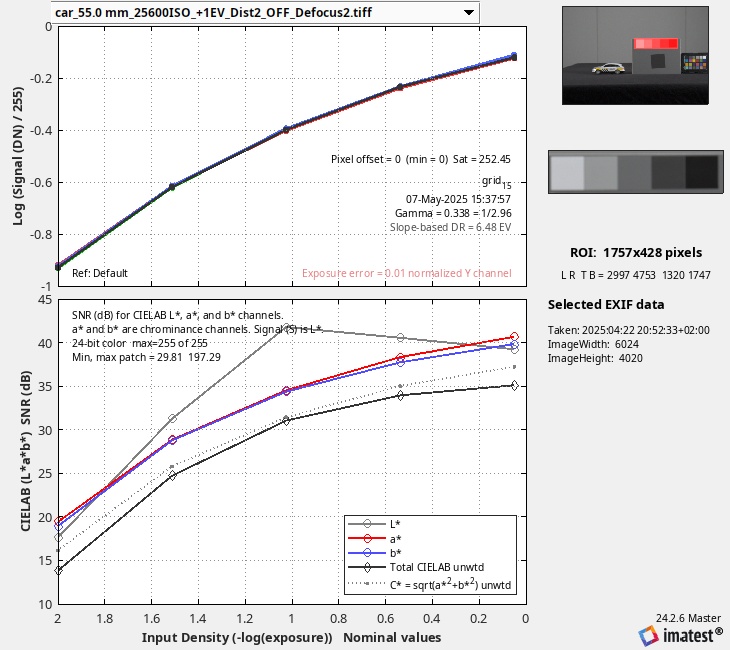 car_55.0 mm_25600ISO_+1EV_Dist2_OFF_Defocus2.tiff
0
-0.2
-0.4
-0.6
-0.8
-1
Log (Signal (DN) / 255)
Pixel offset = 0 (min = 0) Sat = 252.45
grid_15
07-May-2025 15:37:57
Gamma = 0.338 = 1/2.96
Slope-based DR = 6.48 EV
Ref: Default
Exposure error = 0.01 normalized Y channel
45
40
35
30
25
20
15
10
CIELAB (L*a*b*) SNR (dB)
SNR (dB) for CIELAB L*, a*, and b* channels.
a* and b* are chrominance channels. Signal is L*.
24-bit color max=255 of 255
Min, max patch = 29.81 197.29
L*
a*
b*
Total CIELAB unwtd
C* = sqrt(a*2+b*2) unwtd
2
1.8
1.6
1.4
1.2
1
0.8
0.6
0.4
0.2
0
Input Density (-log(exposure)) Nominal values
ROI: 1757x428 pixels
L R T B = 2997 4753 1320 1747
Selected EXIF data
Taken: 2025:04:22 20:52:33+02:00
ImageWidth: 6024
ImageHeight: 4020
24.2.6 Master
imatest®